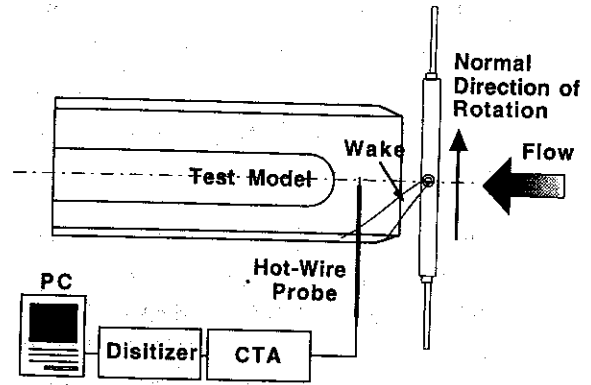 Normal
Direction of
Rotation
Wake
Flow
Test Model
Hot-Wire
Probe
PC
Disitizer
CTA